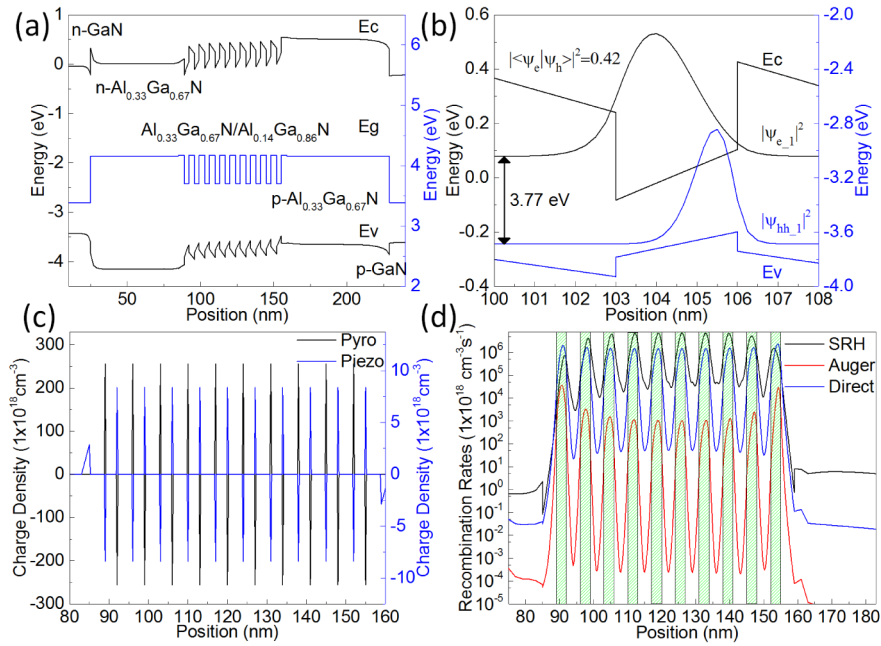 (a)
n-GaN
Ec
n-Al0.33Ga0.67N
Al0.33Ga0.67N/Al0.14Ga0.86N
Eg
p-Al0.33Ga0.67N
Ev
p-GaN
1
0
-1
-2
-3
-4
Energy (eV)
6
5
4
3
2
Energy (eV)
50 100 150 200
Position (nm)
(b)
|<ψe|ψh>|²=0.42
Ec
|ψe_1|²
3.77 eV
|ψhh_1|²
Ev
0.6
0.4
0.2
0.0
-0.2
-0.4
Energy (eV)
-2.0
-2.4
-2.8
-3.2
-3.6
-4.0
Energy (eV)
100 101 102 103 104 105 106 107 108
Position (nm)
(c)
Pyro
Piezo
300
200
100
0
-100
-200
-300
Charge Density (1x10¹⁸cm⁻³)
10
5
0
-5
-10
Charge Density (1x10¹⁸cm⁻³)
80 90 100 110 120 130 140 150 160
Position (nm)
(d)
SRH
Auger
Direct
10⁶
10⁵
10⁴
10³
10²
10¹
10⁰
10⁻¹
10⁻²
10⁻³
10⁻⁴
10⁻⁵
Recombination Rates (1x10¹⁸ cm⁻³s⁻¹)
80 90 100 110 120 130 140 150 160 170 180
Position (nm)